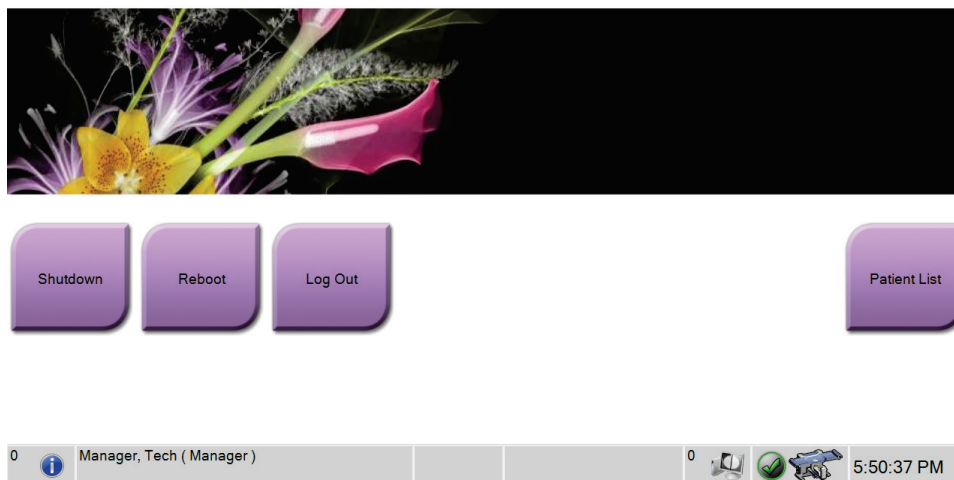 Shutdown
Reboot
Log Out
Patient List
0
Manager, Tech ( Manager )
0
5:50:37 PM